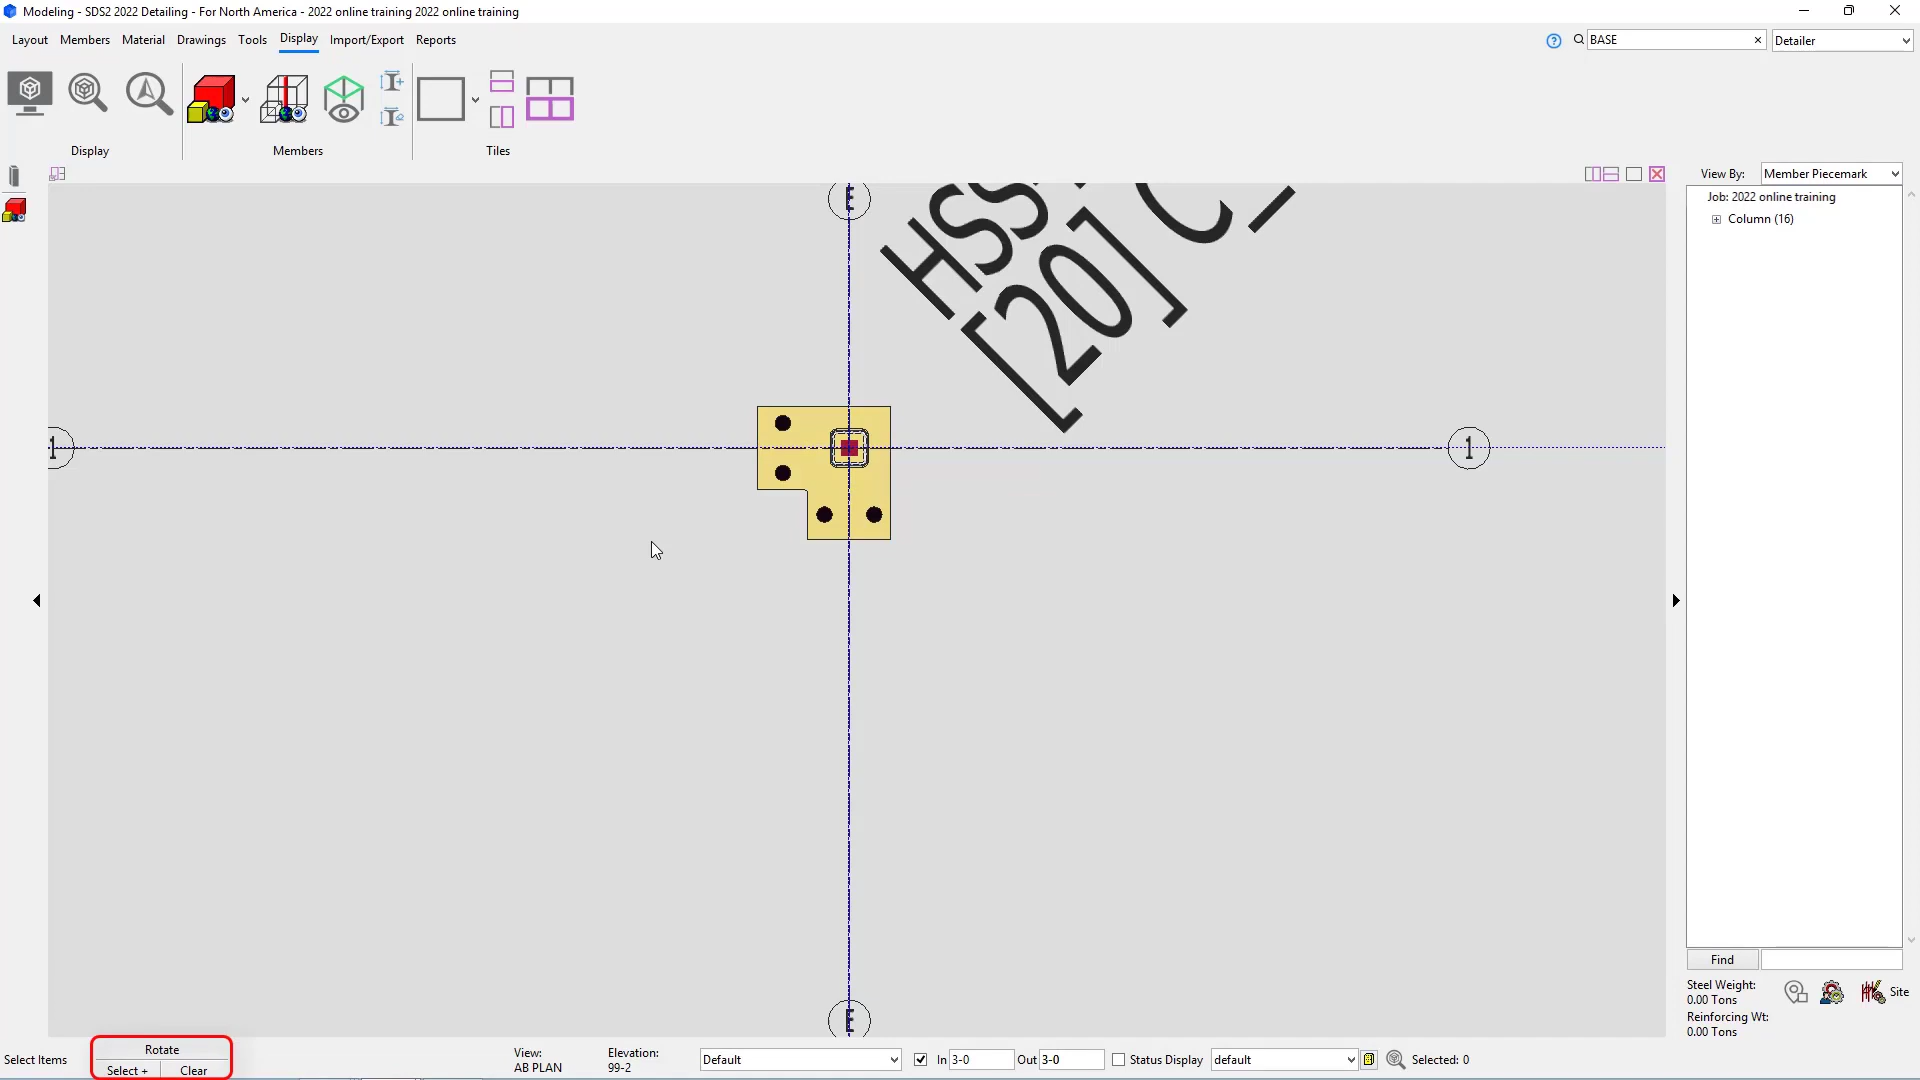 Modeling - SDS2 2022 Detailing - For North America - 2022 online training 2022 online training
Layout Members Material Drawings Tools Display Import/Export Reports
BASE
Detailer
Display
Members
Tiles
View By: Member Piecemark
Job: 2022 online training
Column (16)
E
HSS
[20] C_
1
1
E
Find
Steel Weight:
0.00 Tons
Site
Reinforcing Wt:
0.00 Tons
Select Items
Rotate
Select + Clear
View:
AB PLAN
Elevation:
99-2
Default
In 3-0 Out 3-0
Status Display default
Selected: 0